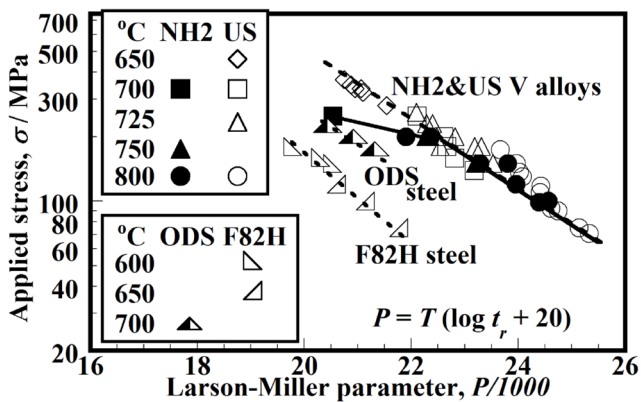 700
500
300
100
80
60
40
20
Applied stress, σ / MPa
°C NH2 US
650
700
725
750
800
°C ODS F82H
600
650
700
NH2&US V alloys
ODS
steel
F82H steel
P = T (log tr + 20)
16 18 20 22 24 26
Larson-Miller parameter, P/1000